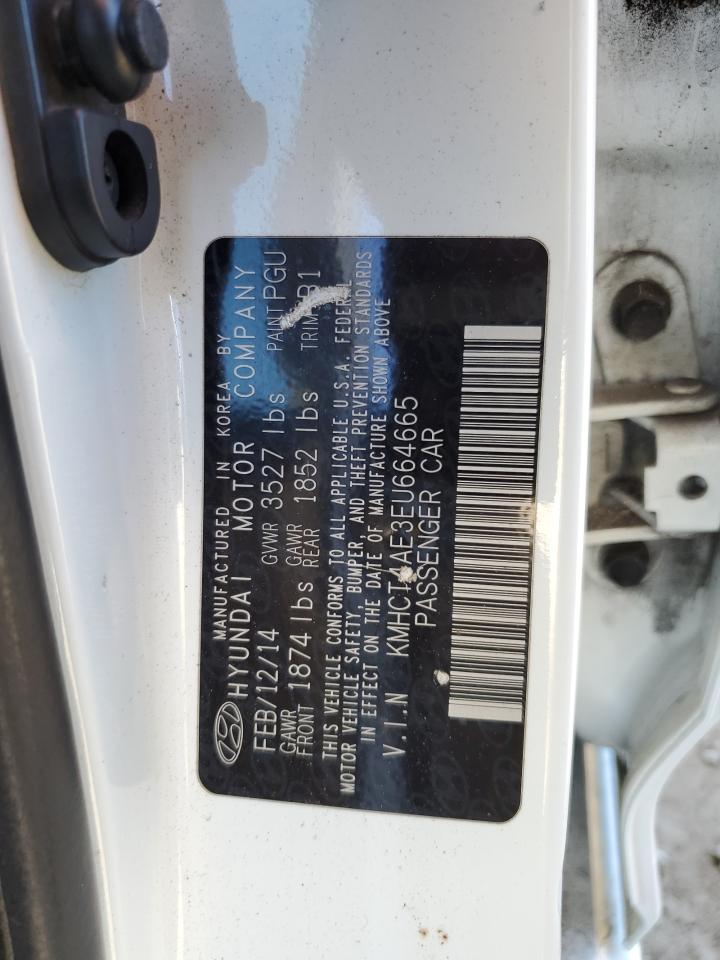 MANUFACTURED IN KOREA BY
HYUNDAI MOTOR COMPANY
FEB/12/14 GVWR 3527 lbs PAINT PGU
GAWR FRONT 1874 lbs GAWR REAR 1852 lbs TRIM
THIS VEHICLE CONFORMS TO ALL APPLICABLE U.S.A. FEDERAL
MOTOR VEHICLE SAFETY, BUMPER, AND THEFT PREVENTION STANDARDS
IN EFFECT ON THE DATE OF MANUFACTURE SHOWN ABOVE
V.I.N
PASSENGER CAR